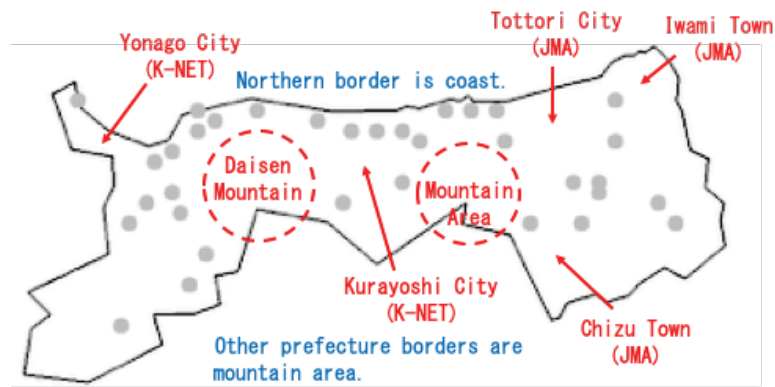 Yonago City
(K-NET)
Northern border is coast.
Tottori City
(JMA)
Iwami Town
(JMA)
Daisen
Mountain
Mountain
Area
Kurayoshi City
(K-NET)
Chizu Town
(JMA)
Other prefecture borders are
mountain area.